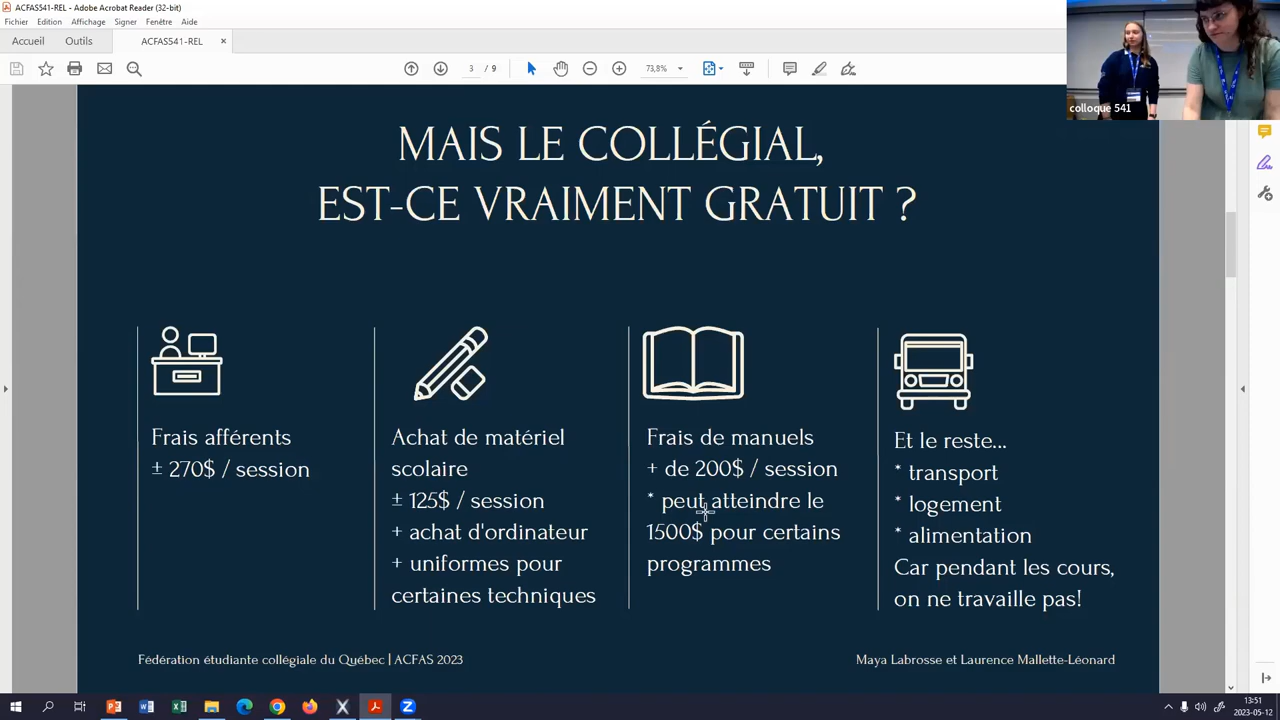 ACFAS541-REL - Adobe Acrobat Reader (32-bit)
Fichier Edition Affichage Signer Fenêtre Aide
Accueil Outils ACFAS541-REL ×
3 / 9 73,8%
colloque 541
MAIS LE COLLÉGIAL,
EST-CE VRAIMENT GRATUIT ?
Frais afférents
± 270$ / session
Achat de matériel
scolaire
± 125$ / session
+ achat d'ordinateur
+ uniformes pour
certaines techniques
Frais de manuels
+ de 200$ / session
* peut atteindre le
1500$ pour certains
programmes
Et le reste...
* transport
* logement
* alimentation
Car pendant les cours,
on ne travaille pas!
Fédération étudiante collégiale du Québec | ACFAS 2023
Maya Labrosse et Laurence Mallette-Léonard
13:51
2023-05-12